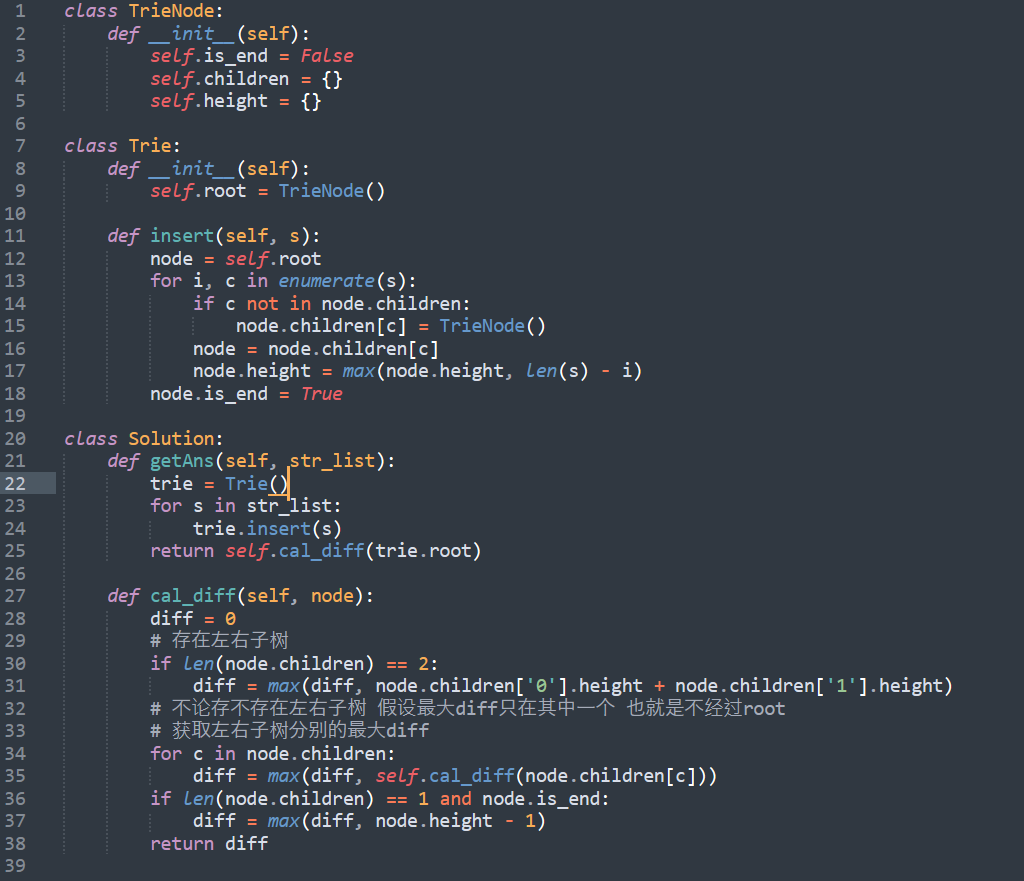 1 class TrieNode:
2     def __init__(self):
3         self.is_end = False
4         self.children = {}
5         self.height = {}
6
7 class Trie:
8     def __init__(self):
9         self.root = TrieNode()
10
11     def insert(self, s):
12         node = self.root
13         for i, c in enumerate(s):
14             if c not in node.children:
15                 node.children[c] = TrieNode()
16             node = node.children[c]
17             node.height = max(node.height, len(s) - i)
18         node.is_end = True
19
20 class Solution:
21     def getAns(self, str_list):
22         trie = Trie()
23         for s in str_list:
24             trie.insert(s)
25         return self.cal_diff(trie.root)
26
27     def cal_diff(self, node):
28         diff = 0
29         # 存在左右子树
30         if len(node.children) == 2:
31             diff = max(diff, node.children['0'].height + node.children['1'].height)
32         # 不论存不存在左右子树 假设最大diff只在其中一个 也就是不经过root
33         # 获取左右子树分别的最大diff
34         for c in node.children:
35             diff = max(diff, self.cal_diff(node.children[c]))
36         if len(node.children) == 1 and node.is_end:
37             diff = max(diff, node.height - 1)
38         return diff
39